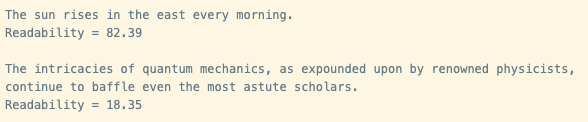 The sun rises in the east every morning.
Readability = 82.39
The intricacies of quantum mechanics, as expounded upon by renowned physicists,
continue to baffle even the most astute scholars.
Readability = 18.35